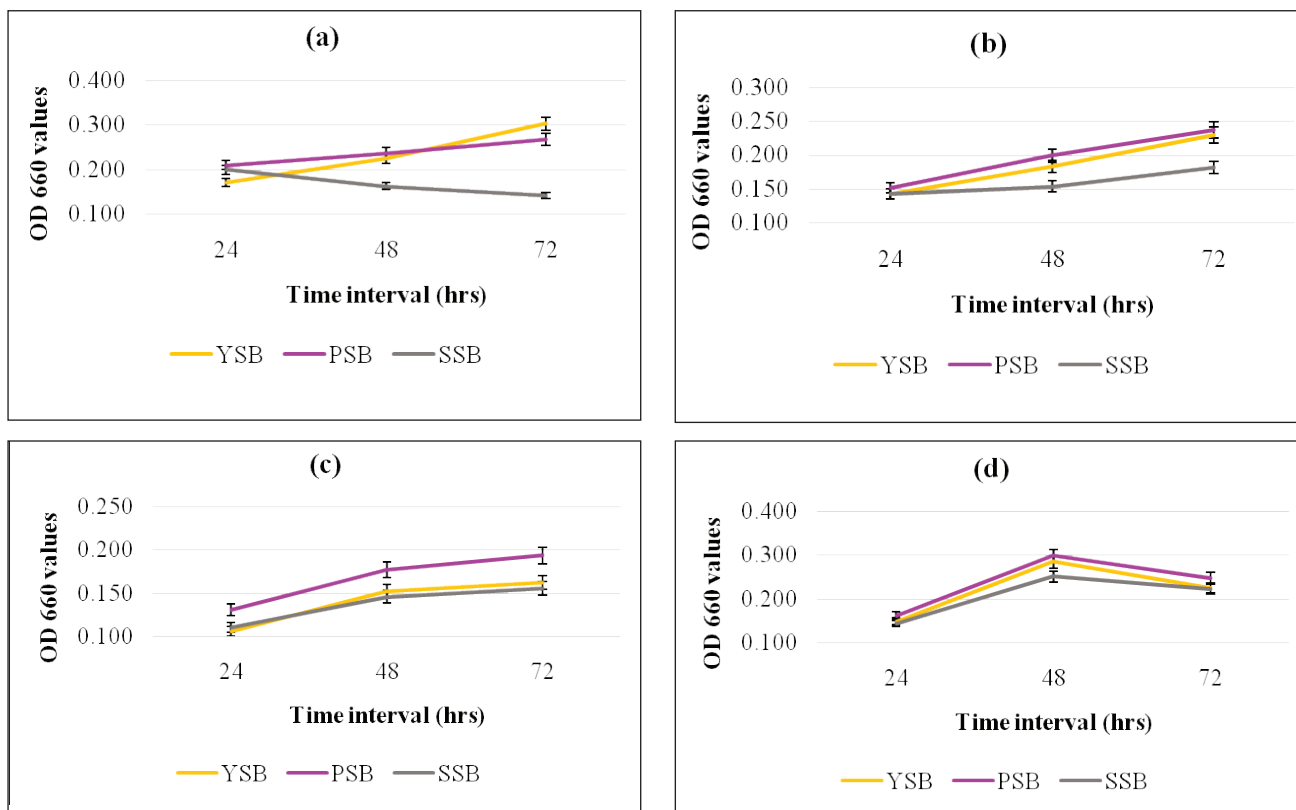 (a)
0.400
0.300
0.200
0.100
OD 660 values
24 48 72
Time interval (hrs)
YSB PSB SSB
(b)
0.300
0.250
0.200
0.150
0.100
OD 660 values
24 48 72
Time interval (hrs)
YSB PSB SSB
(c)
0.250
0.200
0.150
0.100
OD 660 values
24 48 72
Time interval (hrs)
YSB PSB SSB
(d)
0.400
0.300
0.200
0.100
OD 660 values
24 48 72
Time interval (hrs)
YSB PSB SSB